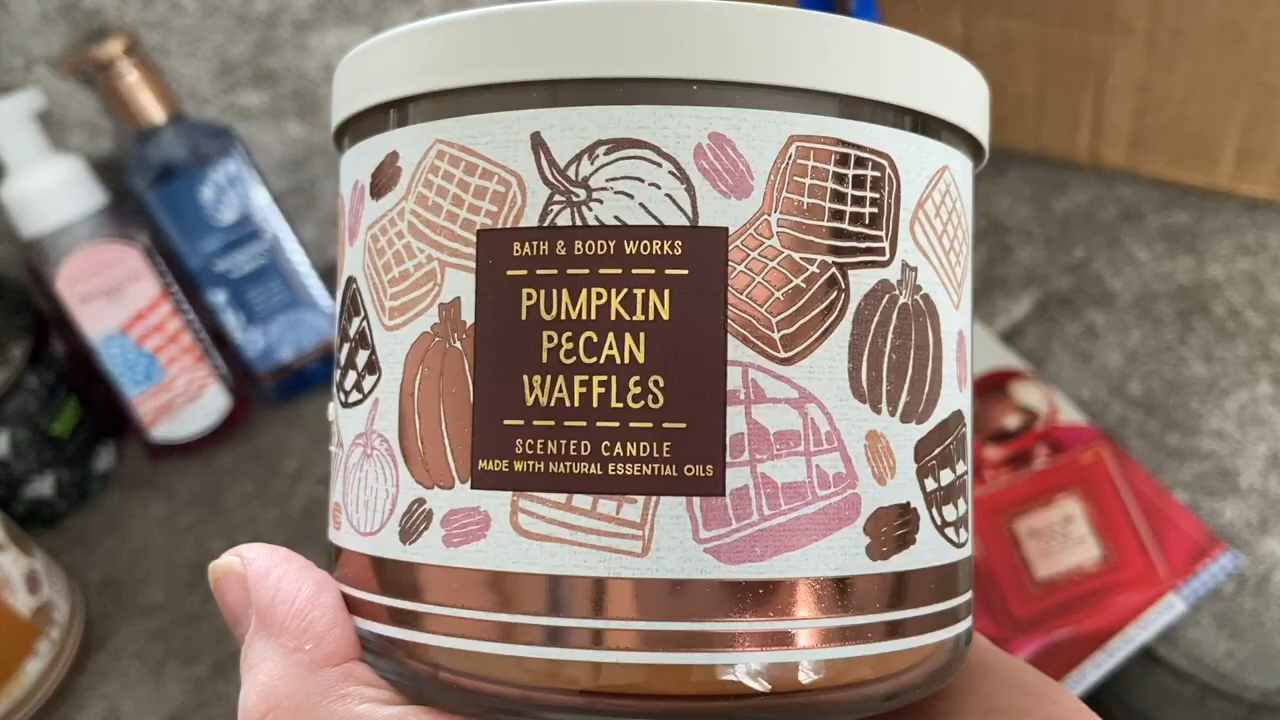 BATH & BODY WORKS
PUMPKIN
PECAN
WAFFLES
SCENTED CANDLE
MADE WITH NATURAL ESSENTIAL OILS